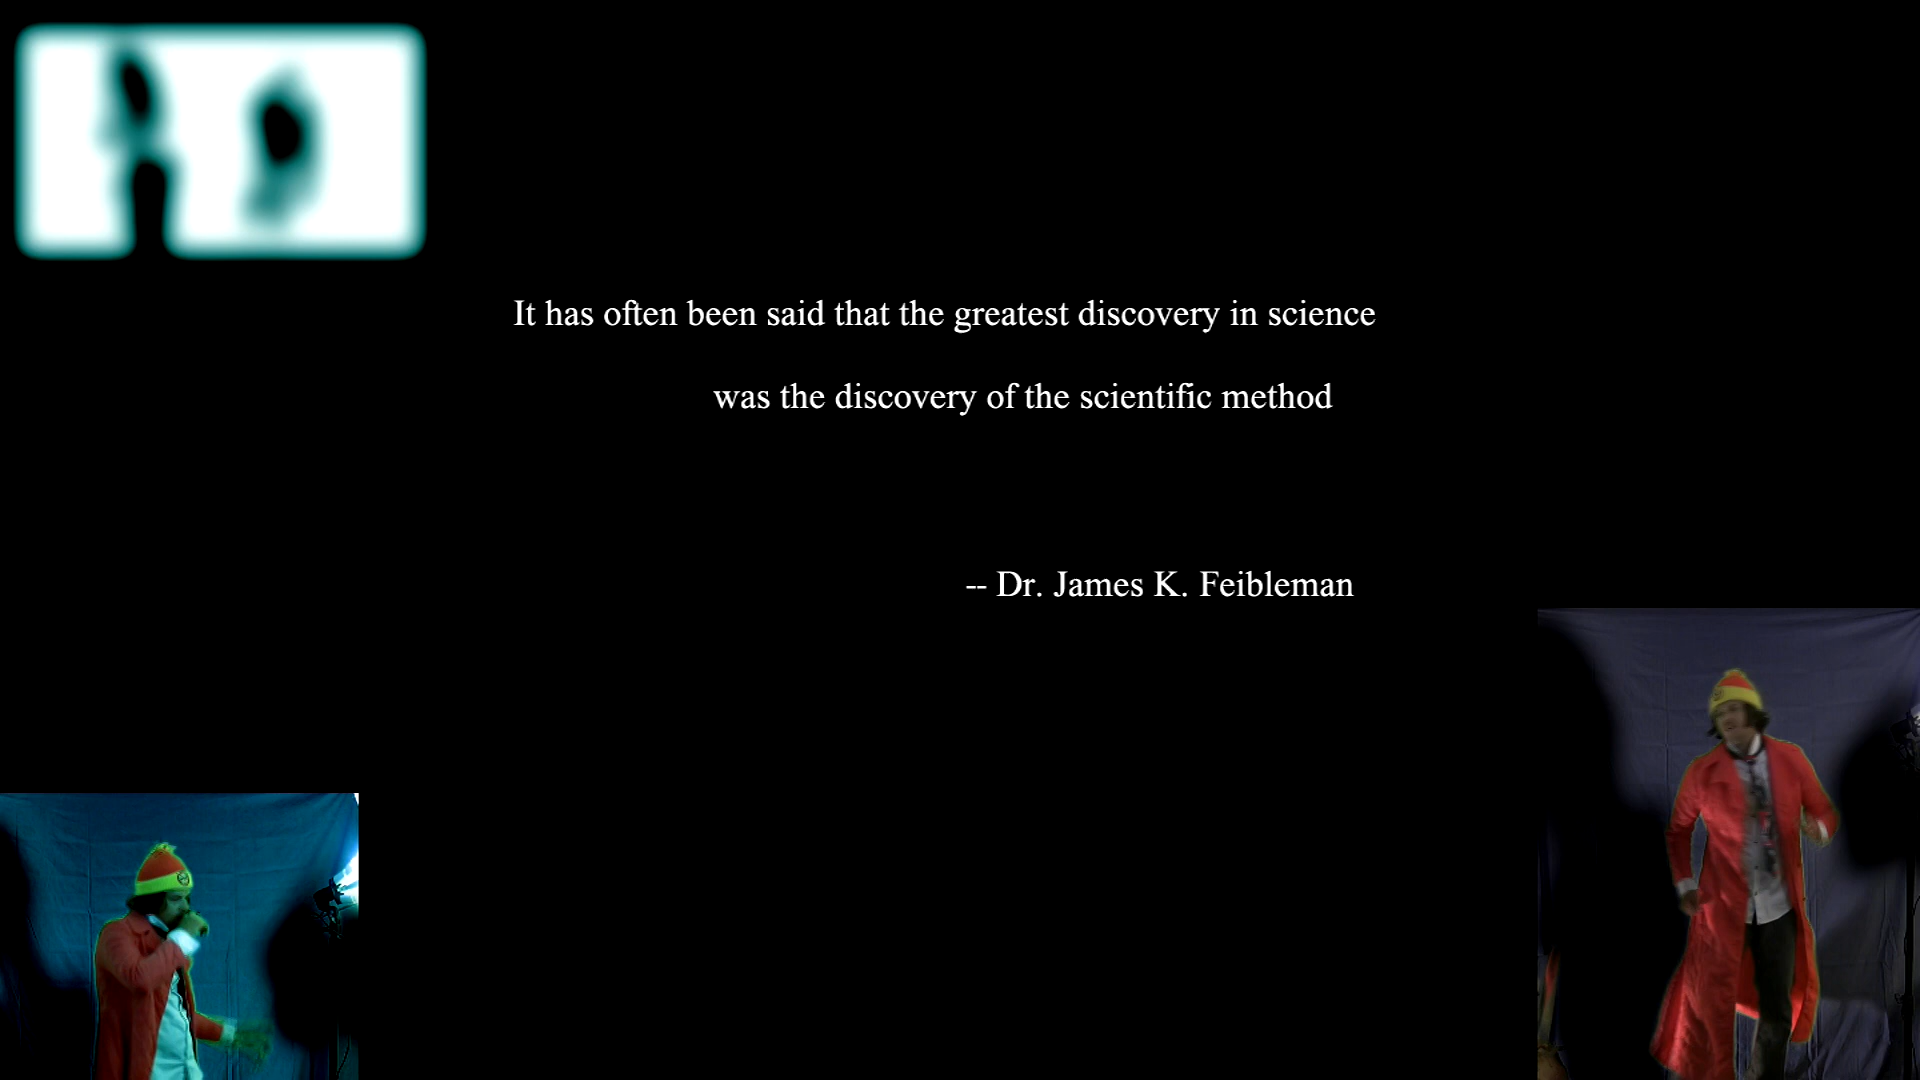 It has often been said that the greatest discovery in science
was the discovery of the scientific method
-- Dr. James K. Feibleman